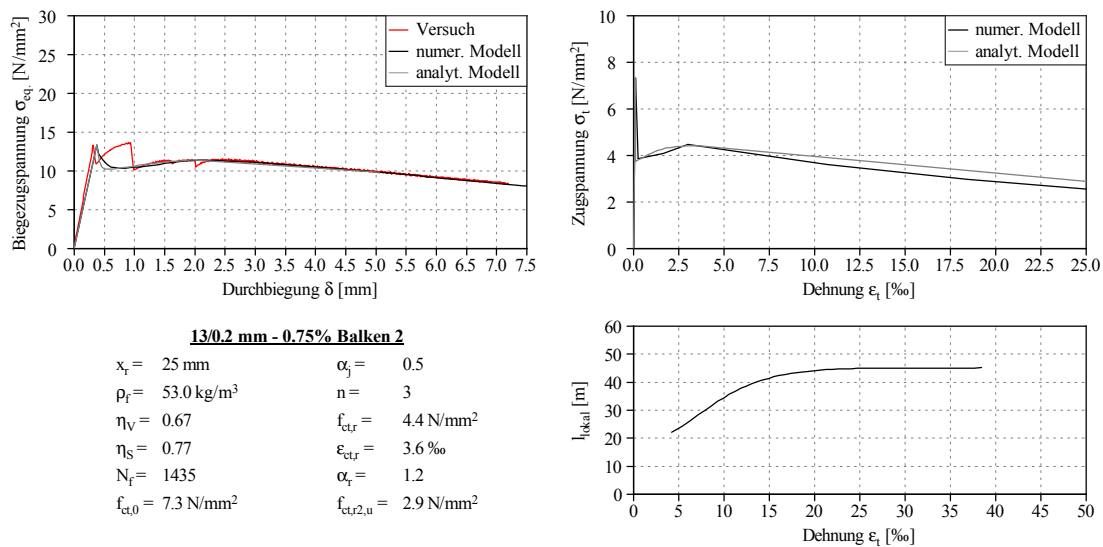 Biegezugspannung σeq. [N/mm²]
30
25
20
15
10
5
0
0.0 0.5 1.0 1.5 2.0 2.5 3.0 3.5 4.0 4.5 5.0 5.5 6.0 6.5 7.0 7.5
Durchbiegung δ [mm]
Versuch
numer. Modell
analyt. Modell
Zugspannung σt [N/mm²]
10
8
6
4
2
0
0.0 2.5 5.0 7.5 10.0 12.5 15.0 17.5 20.0 22.5 25.0
Dehnung εt [‰]
numer. Modell
analyt. Modell
13/0.2 mm - 0.75% Balken 2
xr = 25 mm αj = 0.5
ρf = 53.0 kg/m³ n = 3
ηV = 0.67 fct,r = 4.4 N/mm²
ηS = 0.77 εct,r = 3.6 ‰
Nf = 1435 αr = 1.2
fct,0 = 7.3 N/mm² fct,r2,u = 2.9 N/mm²
llokal [m]
60
50
40
30
20
10
0
0 5 10 15 20 25 30 35 40 45 50
Dehnung εt [‰]